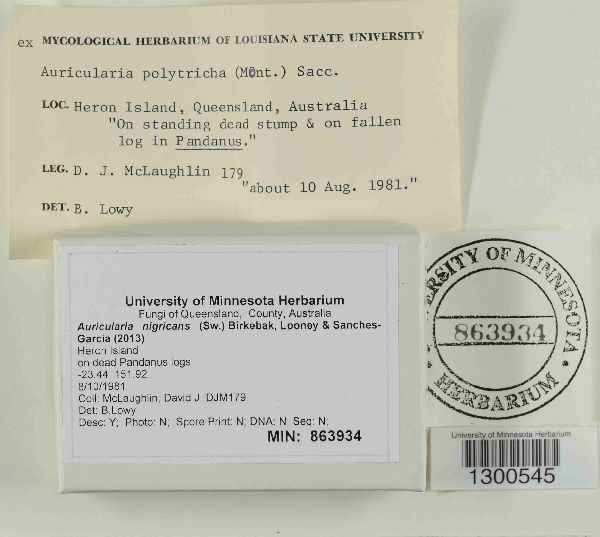 ex MYCOLOGICAL HERBARIUM OF LOUISIANA STATE UNIVERSITY
Auricularia polytricha (Mont.) Sacc.
LOC. Heron Island, Queensland, Australia
"On standing dead stump & on fallen
log in Pandanus."
LEG. D. J. McLaughlin 179
"about 10 Aug. 1981."
DET. B. Lowy
University of Minnesota Herbarium
Fungi of Queensland, County, Australia
Auricularia nigricans (Sw.) Birkebak, Looney & Sanches-
Garcia (2013)
Heron Island
on dead Pandanus logs
-23.44 151.92
8/10/1981
Coll: McLaughlin, David J DJM179
Det: B.Lowy
Desc: Y; Photo: N; Spore Print: N; DNA: N Seq: N;
MIN: 863934
ERSITY OF MINNESOTA
863934
HERBARIUM
University of Minnesota Herbarium
1300545